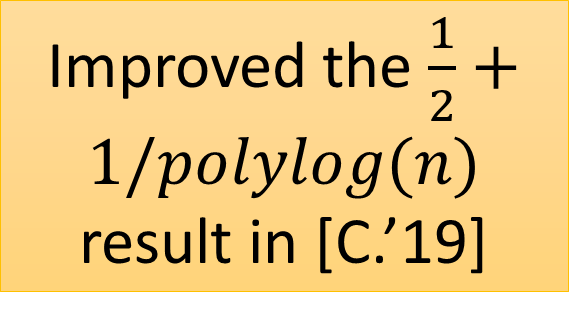 Improved the 1/2 +
1/polylog(n)
result in [C.’19]